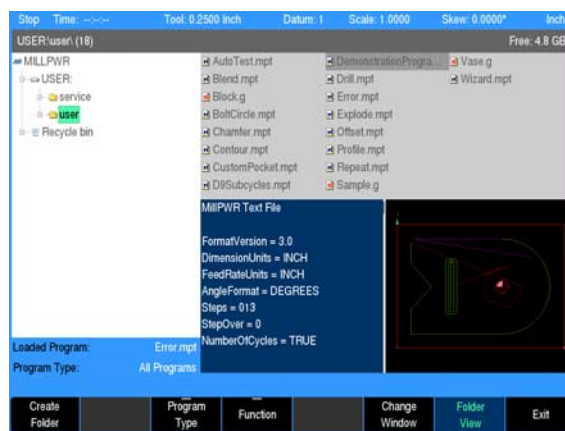 Stop Time: --:--:-- Tool: 0.2500 Inch Datum: 1 Scale: 1.0000 Skew: 0.0000° Inch
USER:\user\ (18) Free: 4.8 GB
MILLPWR
USER:
service
user
Recycle bin
AutoTest.mpt
Blend.mpt
Block.g
BoltCircle.mpt
Chamfer.mpt
Contour.mpt
CustomPocket.mpt
D9Subcycles.mpt
DemonstrationProgra...
Drill.mpt
Error.mpt
Explode.mpt
Offset.mpt
Profile.mpt
Repeat.mpt
Sample.g
Vase.g
Wizard.mpt
MillPWR Text File
FormatVersion = 3.0
DimensionUnits = INCH
FeedRateUnits = INCH
AngleFormat = DEGREES
Steps = 013
StepOver = 0
NumberOfCycles = TRUE
Loaded Program: Error.mpt
Program Type: All Programs
Create Folder
Program Type
Function
Change Window
Folder View
Exit